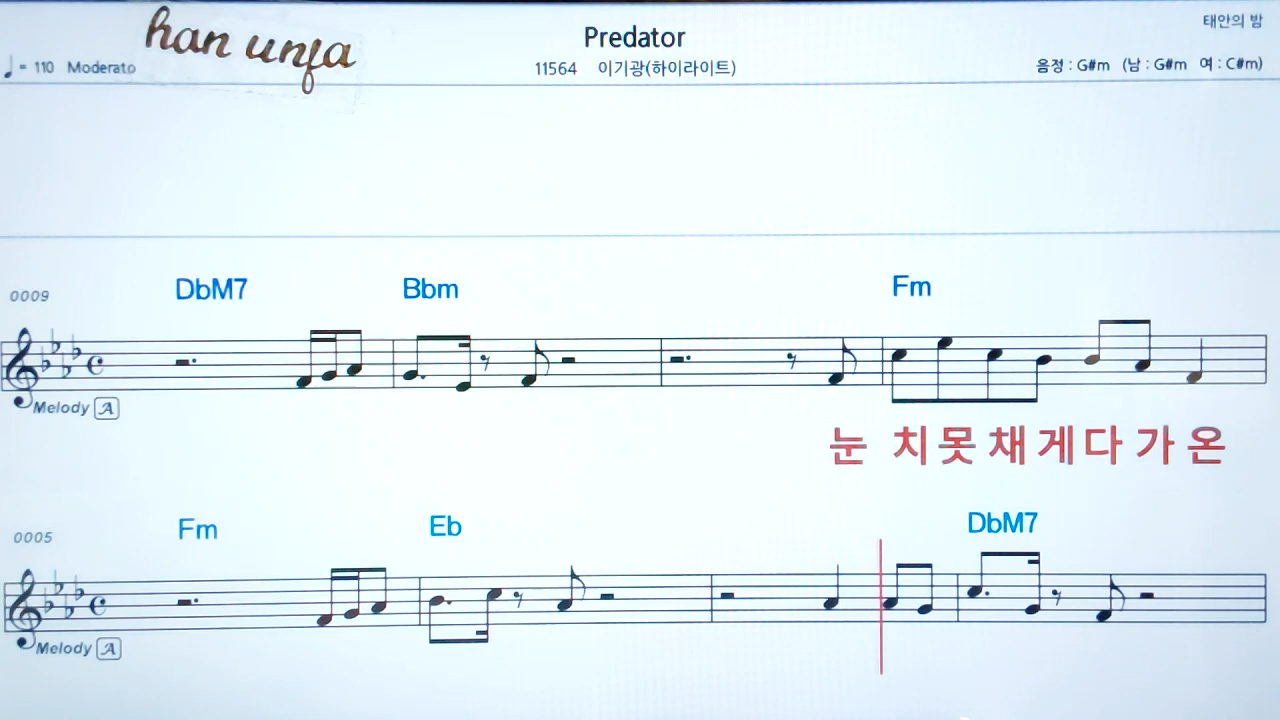 태안의 밤
han unfa
Predator
♩= 110 Moderato
11564 이기광(하이라이트)
음정 : G#m (남 : G#m 여 : C#m)
0009
DbM7 Bbm Fm
Melody A
눈 치 못 채 게 다 가 온
0005
Fm Eb DbM7
Melody A